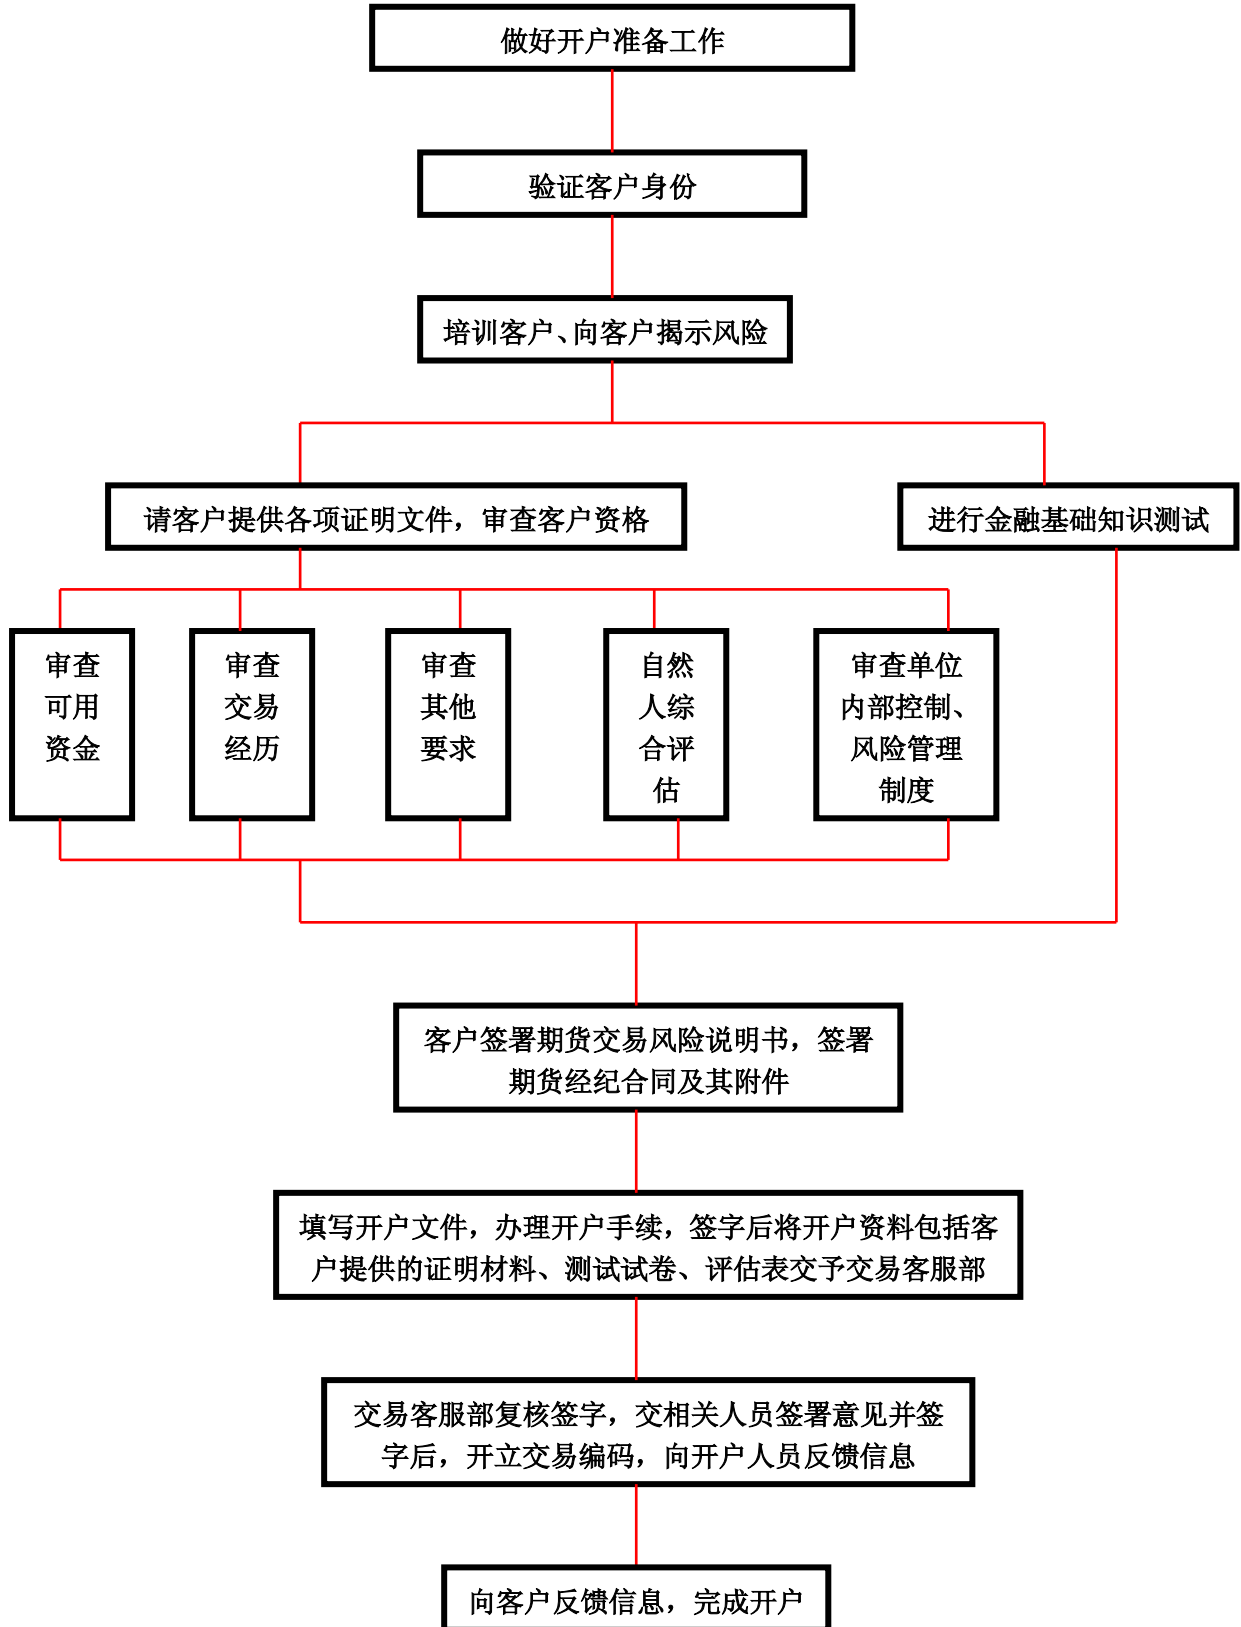 做好开户准备工作
验证客户身份
培训客户、向客户揭示风险
请客户提供各项证明文件，审查客户资格
进行金融基础知识测试
审查
可用
资金
审查
交易
经历
审查
其他
要求
自然
人综
合评
估
审查单位
内部控制、
风险管理
制度
客户签署期货交易风险说明书，签署
期货经纪合同及其附件
填写开户文件，办理开户手续，签字后将开户资料包括客
户提供的证明材料、测试试卷、评估表交予交易客服部
交易客服部复核签字，交相关人员签署意见并签
字后，开立交易编码，向开户人员反馈信息
向客户反馈信息，完成开户